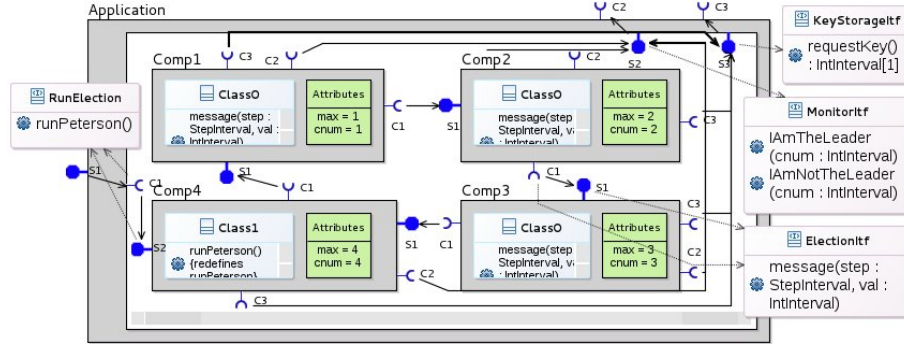 Application
C2
C3
KeyStorageItf
requestKey()
: IntInterval[1]
Comp1
C3
C2
S2
S3
Comp2
C2
RunElection
runPeterson()
Class0
message(step :
StepInterval, val :
IntInterval)
Attributes
max = 1
cnum = 1
C1
S1
Class0
message(step
StepInterval, va
: IntInterval)
Attributes
max = 2
cnum = 2
C3
MonitorItf
IAmTheLeader
(cnum : IntInterval)
IAmNotTheLeader
(cnum : IntInterval)
S1
C1
S1
C1
C1
S1
Comp4
Comp3
S2
Class1
runPeterson()
{redefines
runPeterson}
Attributes
max = 4
cnum = 4
S1
C1
C2
Class0
message(step
StepInterval, va
: IntInterval)
Attributes
max = 3
cnum = 3
C3
C2
ElectionItf
message(step :
StepInterval, val :
IntInterval)
C3